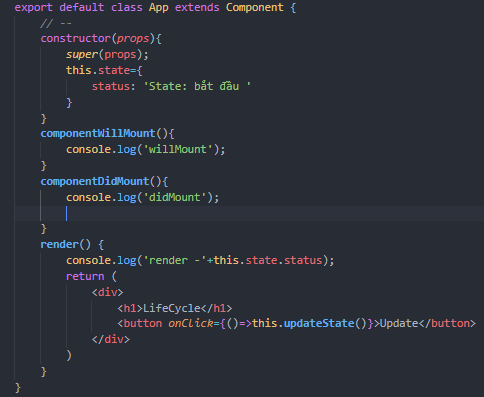 export default class App extends Component {
    // --
    constructor(props){
        super(props);
        this.state={
            status: 'State: bắt đầu '
        }
    }
    componentWillMount(){
        console.log('willMount');
    }
    componentDidMount(){
        console.log('didMount');

    }
    render() {
        console.log('render -'+this.state.status);
        return (
            <div>
                <h1>LifeCycle</h1>
                <button onClick={()=>this.updateState()}>Update</button>
            </div>
        )
    }
}